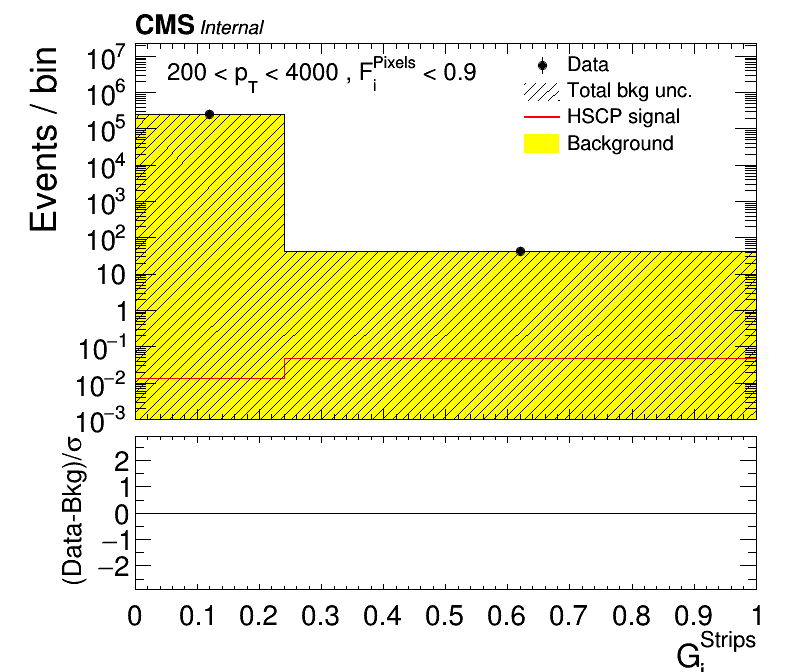 CMS Internal
Events / bin
200 < p_T < 4000 , F_i^Pixels < 0.9
Data
Total bkg unc.
HSCP signal
Background
10^7
10^6
10^5
10^4
10^3
10^2
10
1
10^−1
10^−2
10^−3
(Data-Bkg)/σ
2
1
0
−1
−2
0 0.1 0.2 0.3 0.4 0.5 0.6 0.7 0.8 0.9 1
G_i^Strips